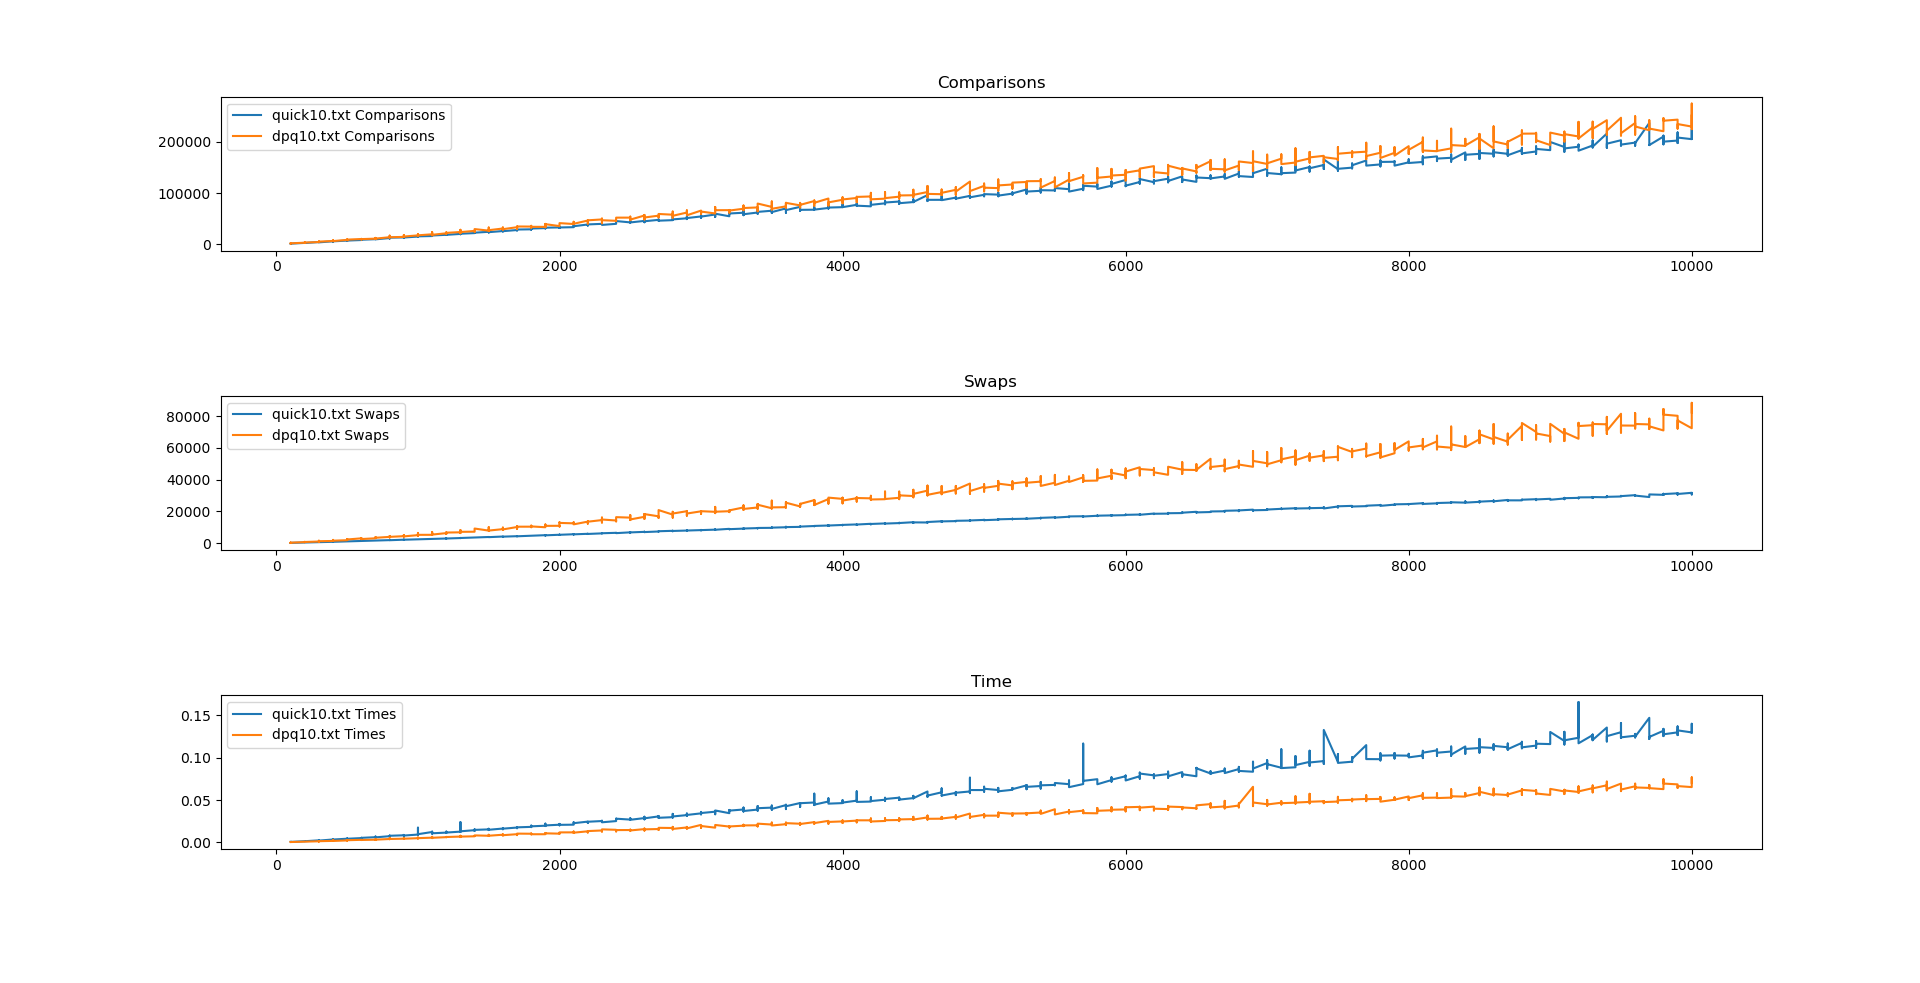 Comparisons
quick10.txt Comparisons
dpq10.txt Comparisons
200000
100000
0
0 2000 4000 6000 8000 10000
Swaps
quick10.txt Swaps
dpq10.txt Swaps
80000
60000
40000
20000
0
0 2000 4000 6000 8000 10000
Time
quick10.txt Times
dpq10.txt Times
0.15
0.10
0.05
0.00
0 2000 4000 6000 8000 10000